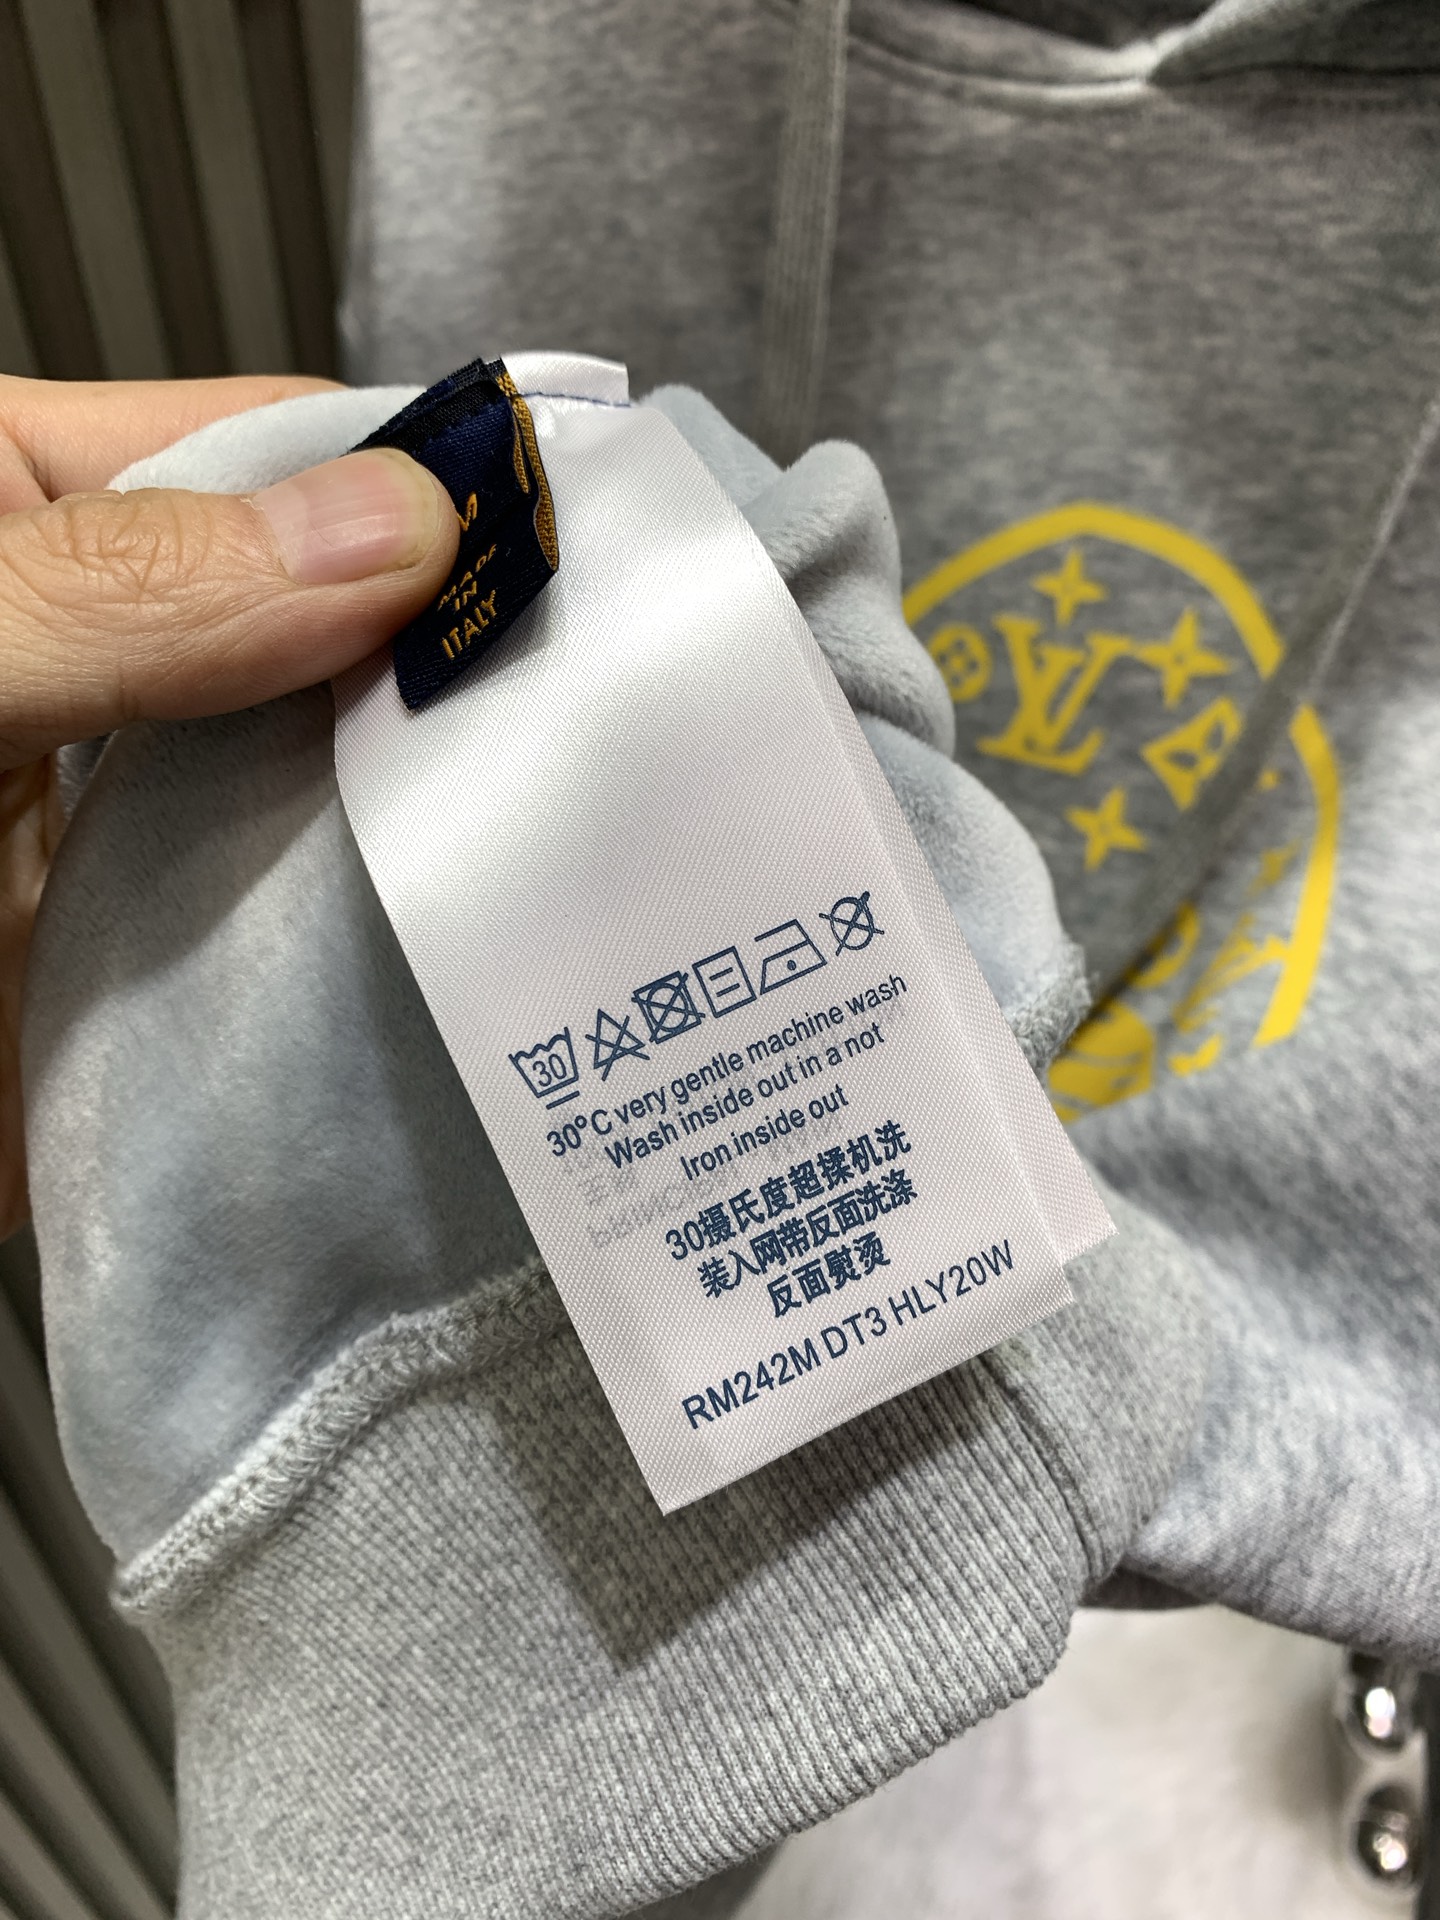 MADE
IN
ITALY
30
30°C very gentle machine wash
Wash inside out in a not
Iron inside out
30摄氏度超揉机洗
装入网带反面洗涤
反面熨烫
RM242M DT3 HLY20W
LV